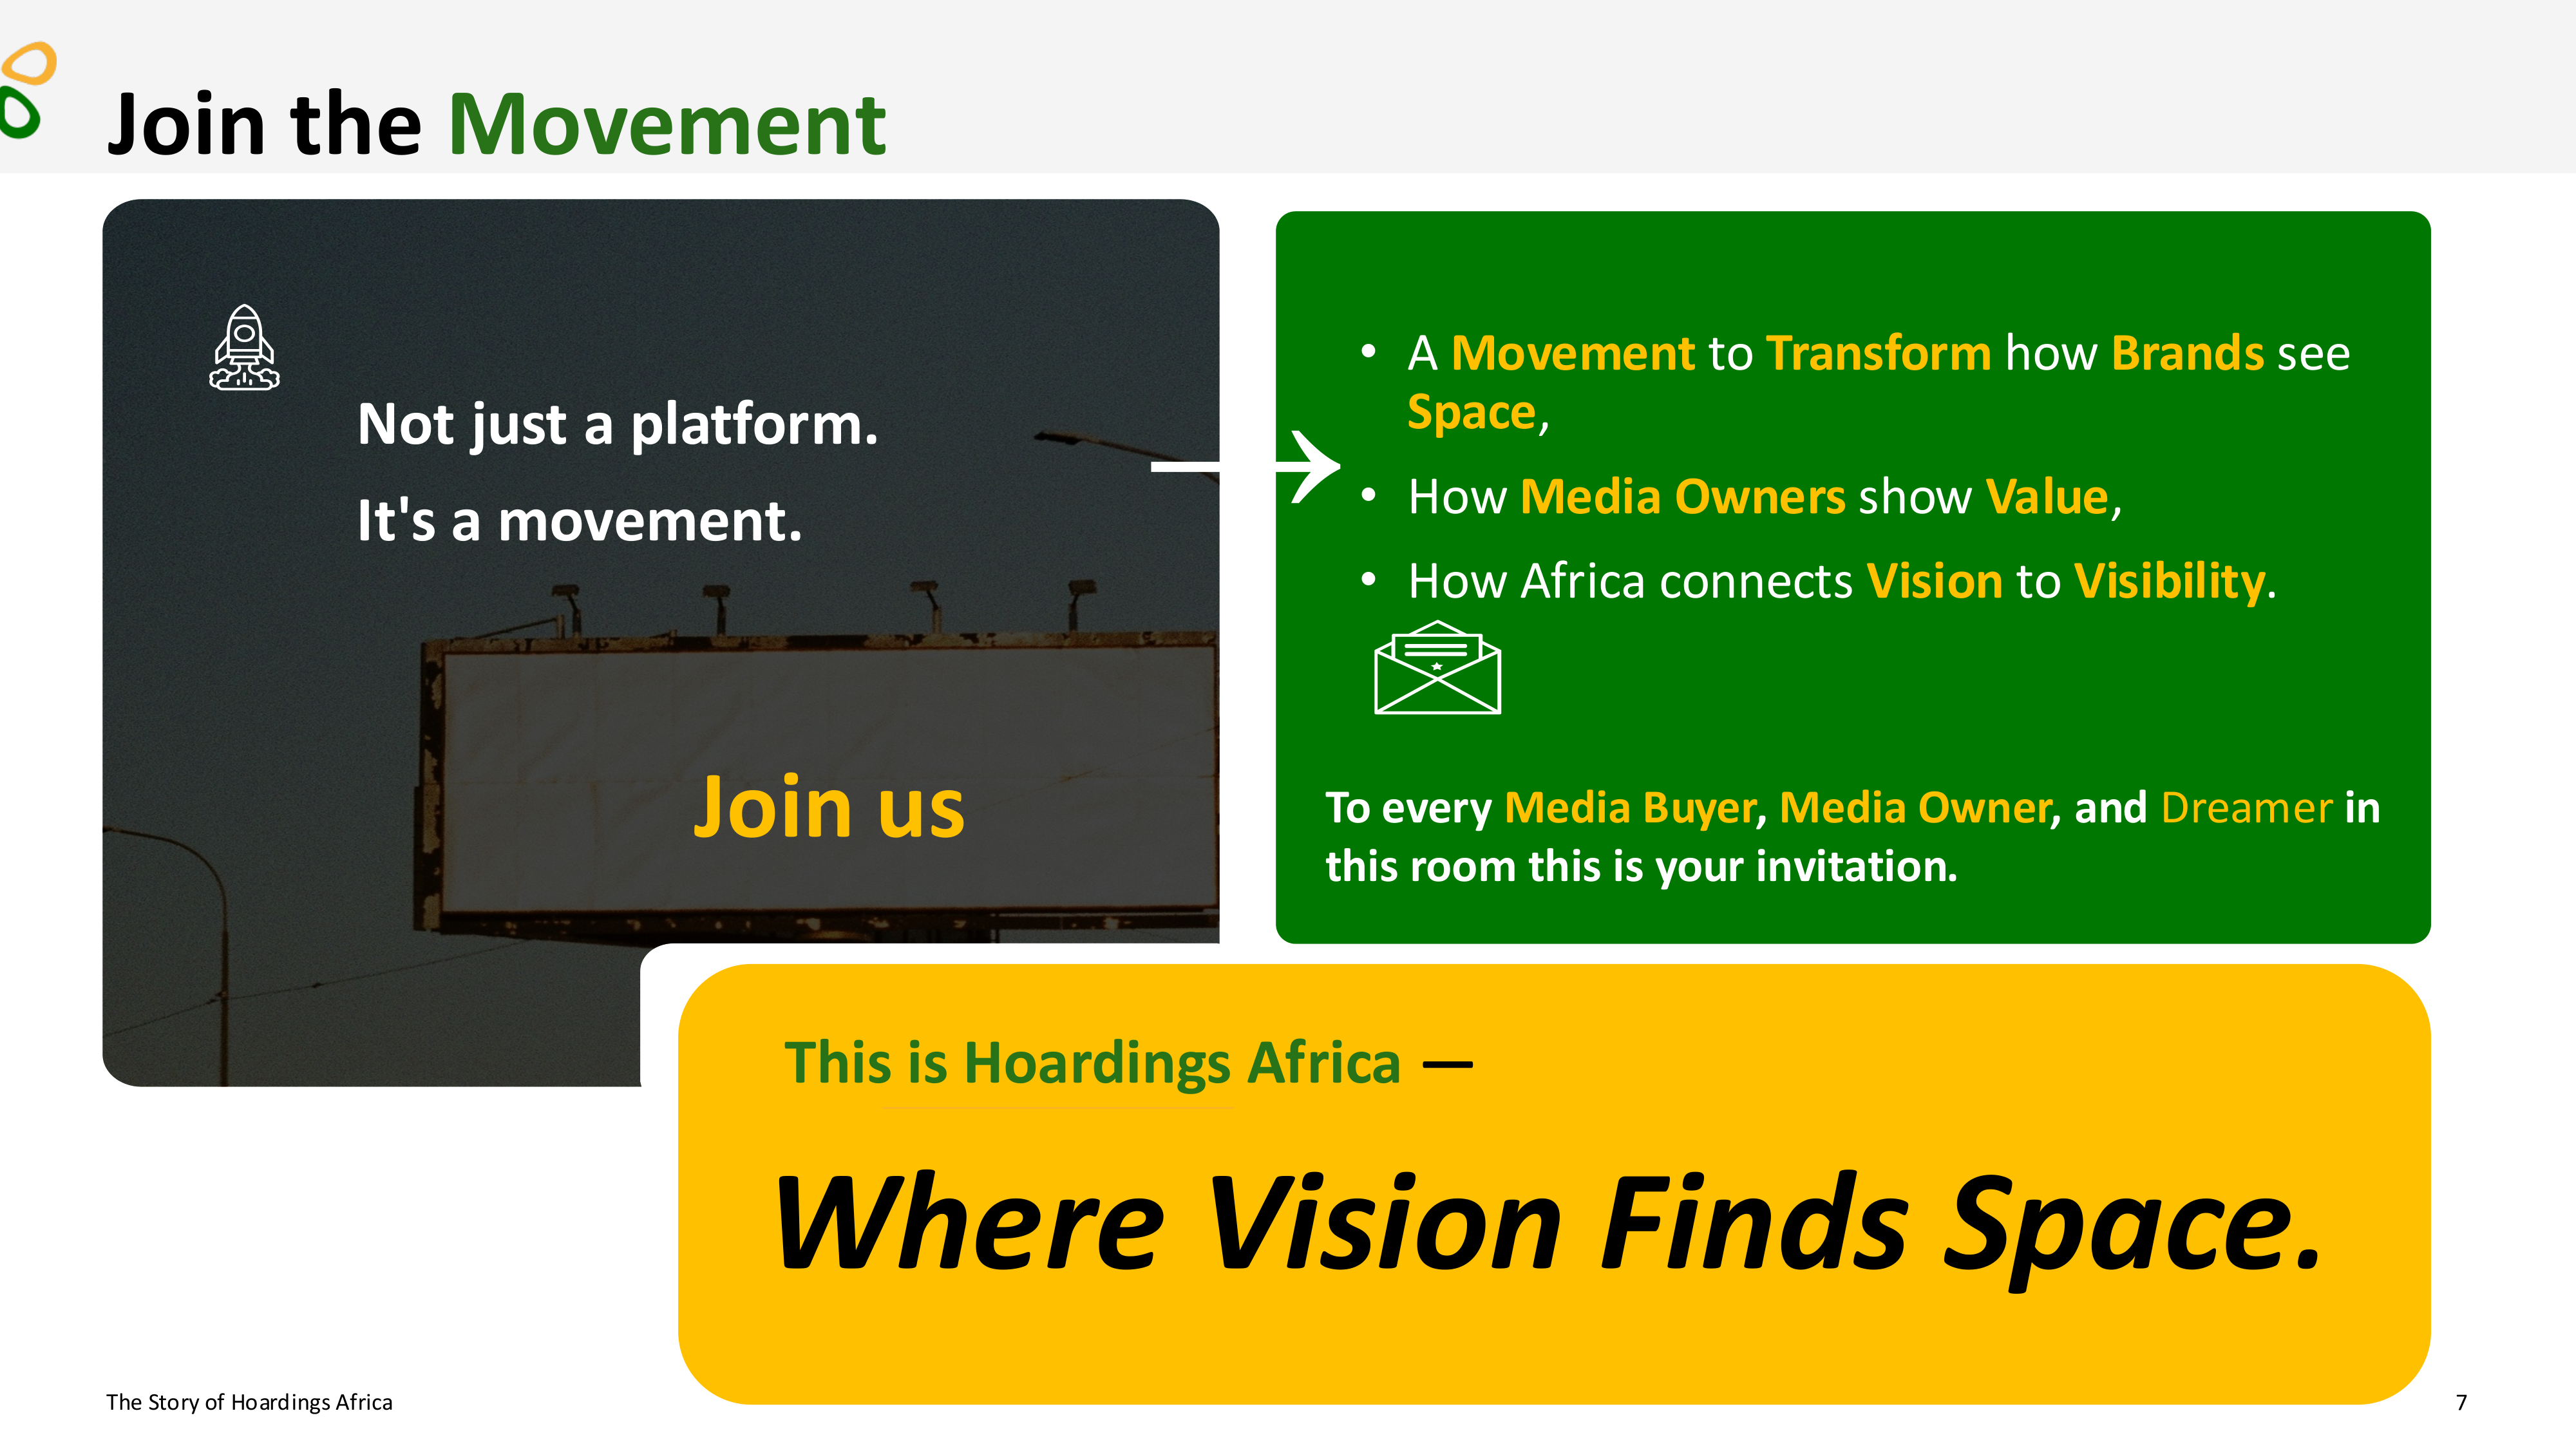 Join the Movement
Not just a platform.
It's a movement.
Join us
• A Movement to Transform how Brands see
Space,
• How Media Owners show Value,
• How Africa connects Vision to Visibility.
To every Media Buyer, Media Owner, and Dreamer in
this room this is your invitation.
This is Hoardings Africa —
Where Vision Finds Space.
The Story of Hoardings Africa
7